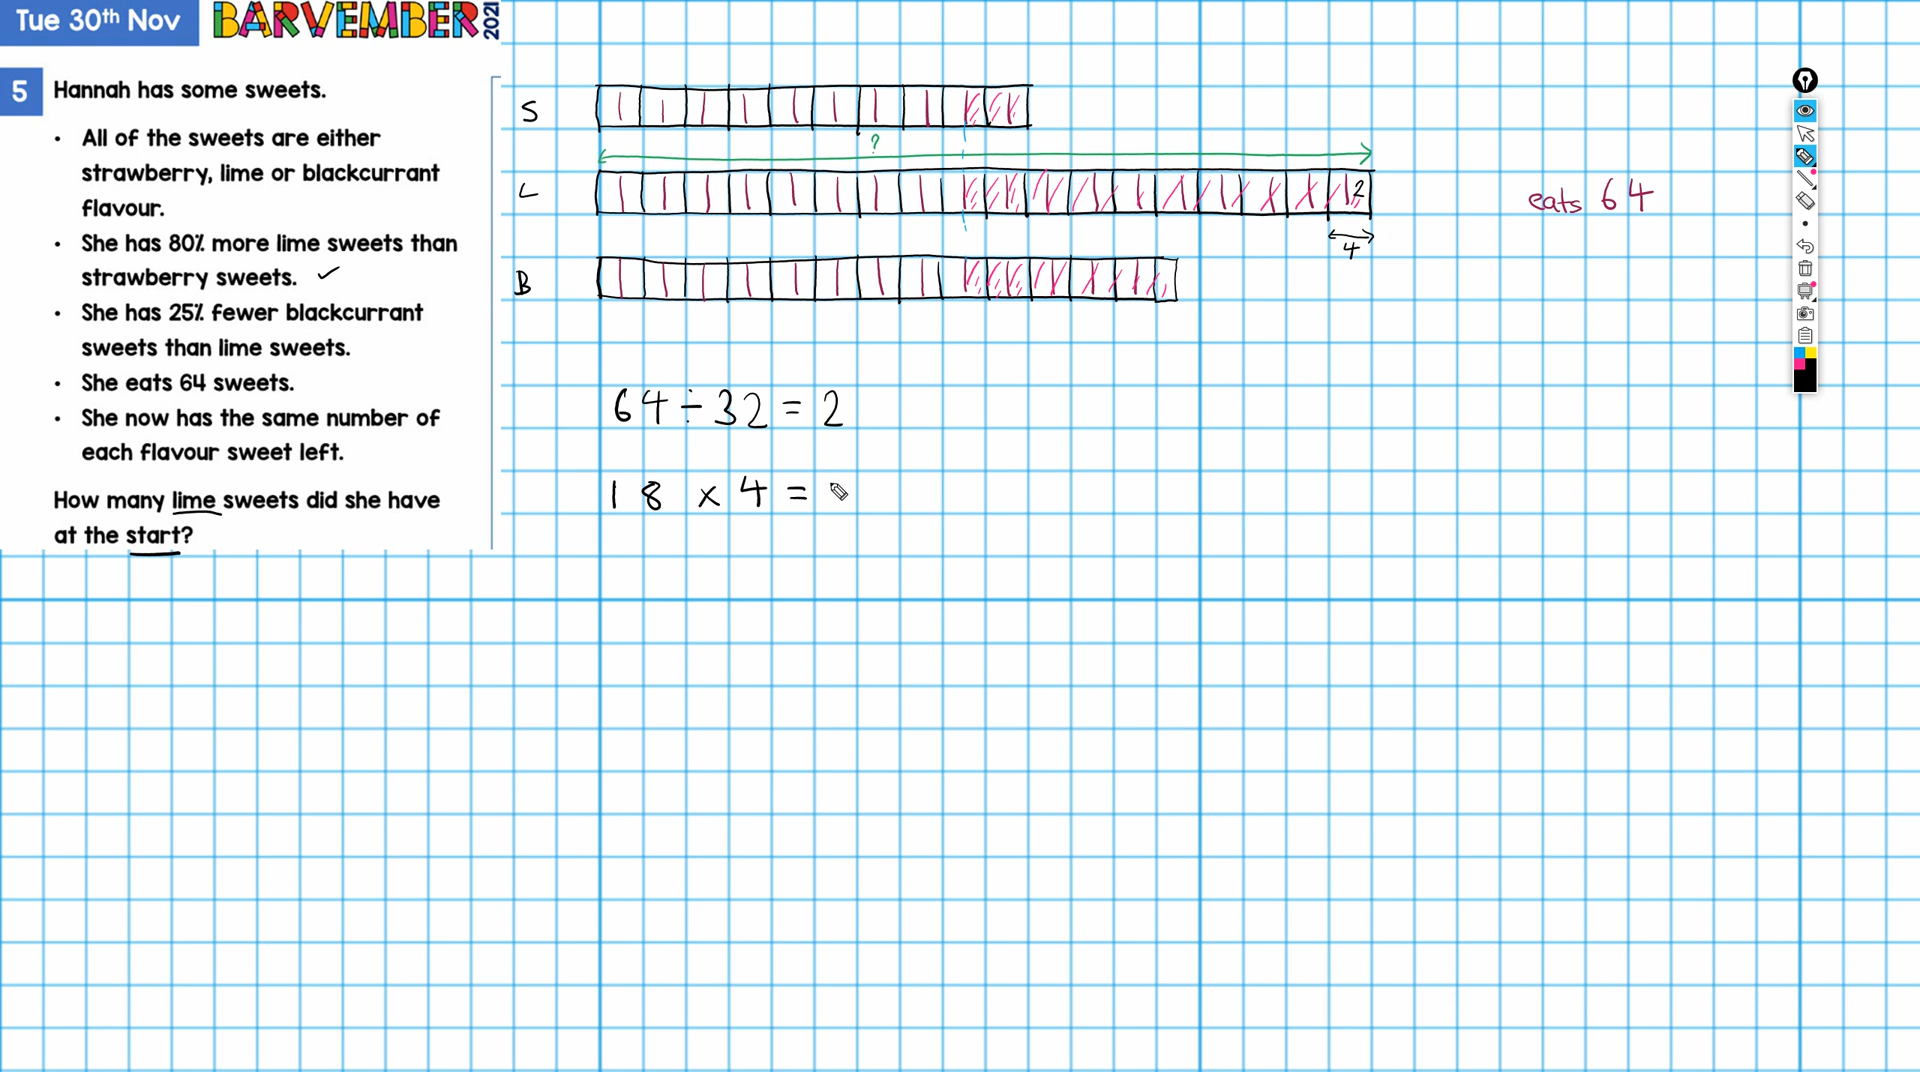 Tue 30th Nov
BARVEMBER 2021
5 Hannah has some sweets.
• All of the sweets are either
strawberry, lime or blackcurrant
flavour.
• She has 80% more lime sweets than
strawberry sweets. ✓
• She has 25% fewer blackcurrant
sweets than lime sweets.
• She eats 64 sweets.
• She now has the same number of
each flavour sweet left.
How many lime sweets did she have
at the start?
S
?
L
2
eats 64
4
B
64 ÷ 32 = 2
18 × 4 =